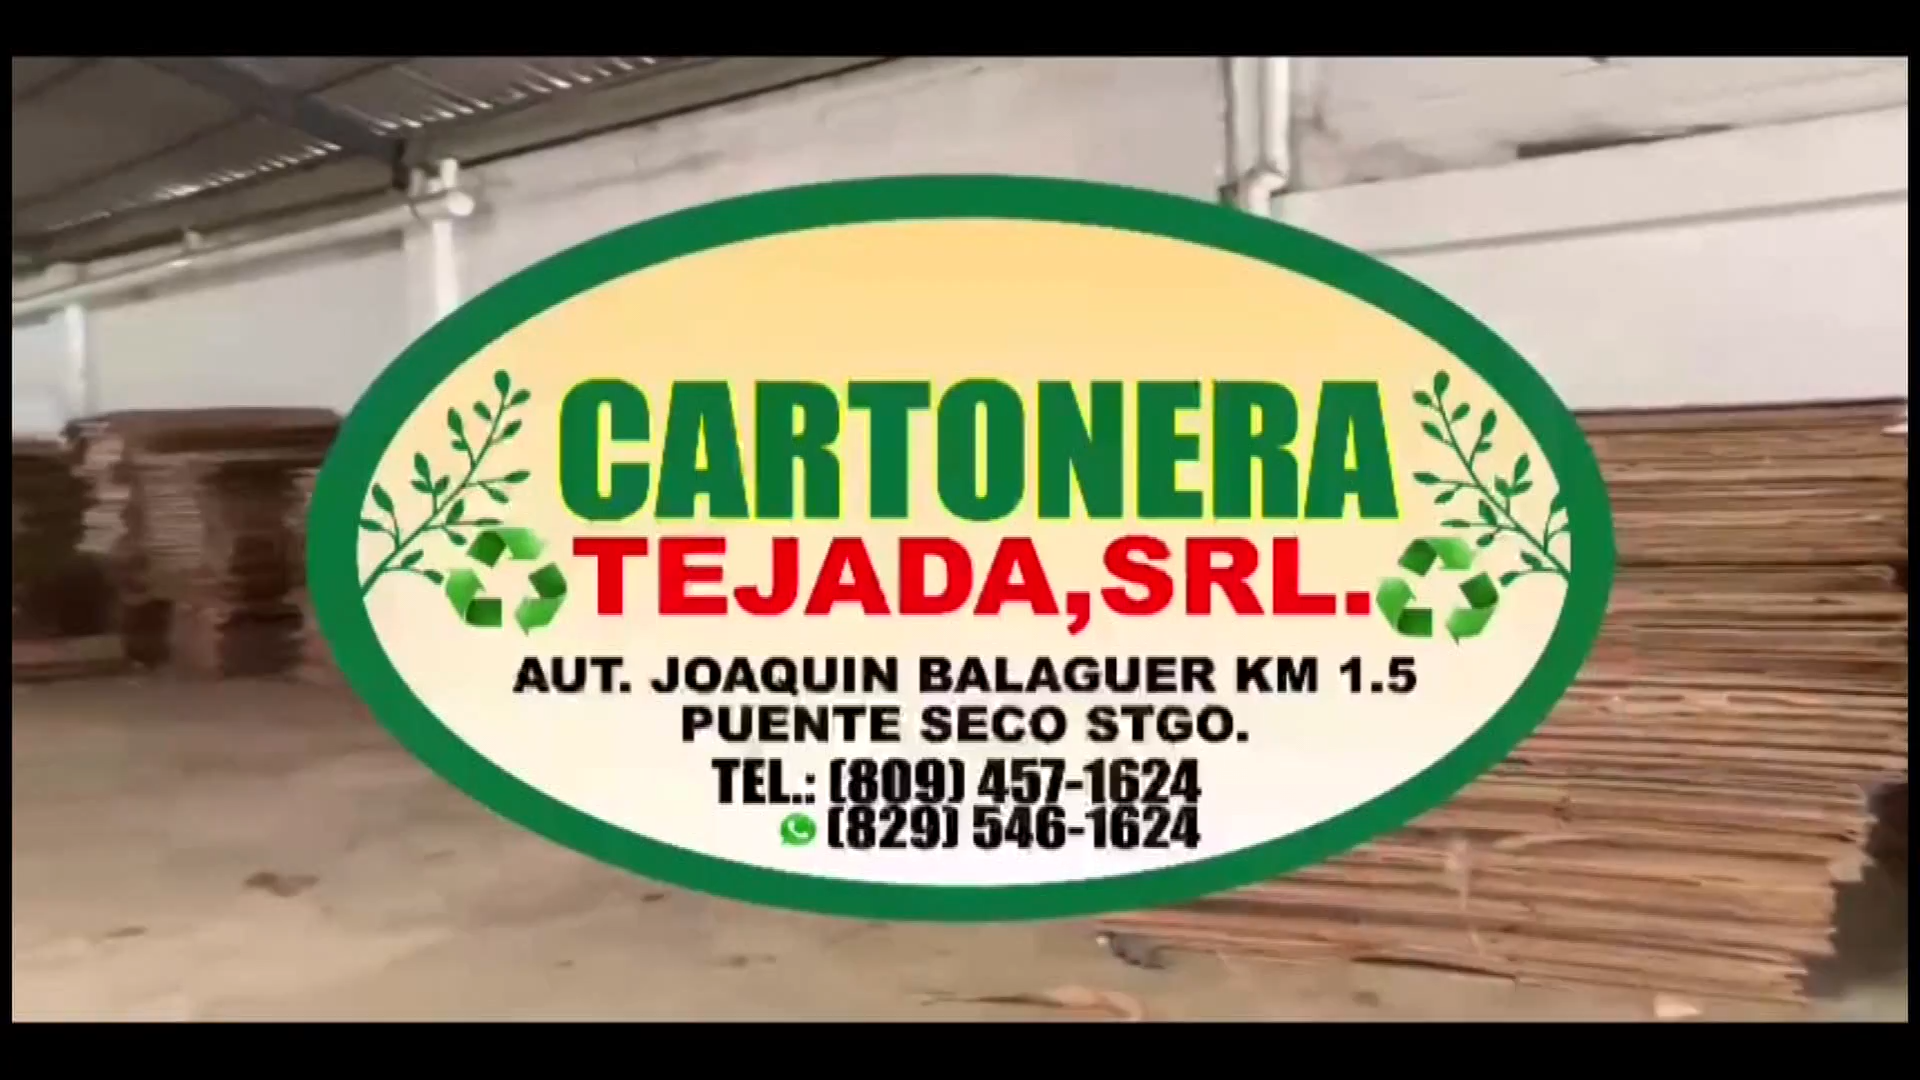 CARTONERA
TEJADA,SRL.
AUT. JOAQUIN BALAGUER KM 1.5
PUENTE SECO STGO.
TEL.: (809) 457-1624
(829) 546-1624